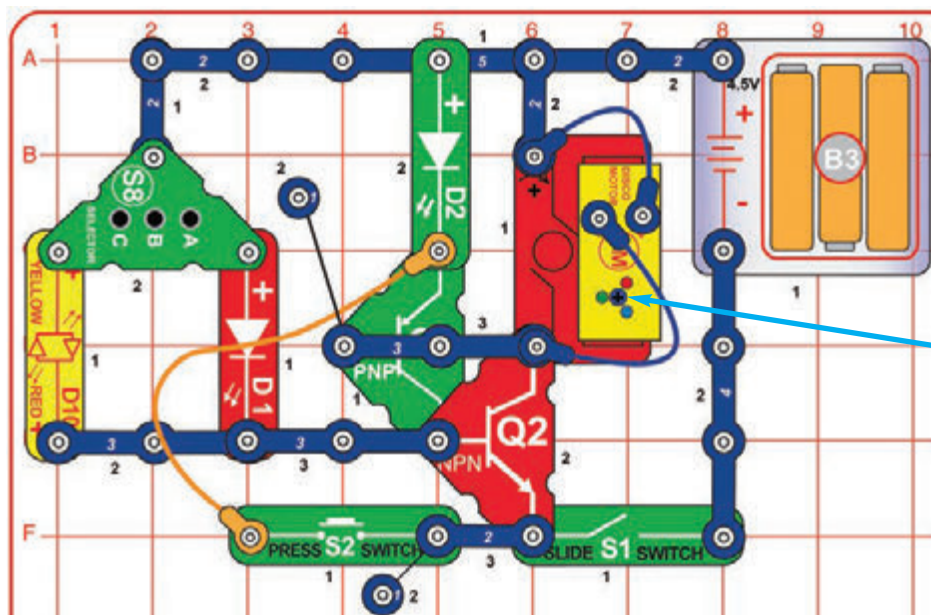 1 2 3 4 5 6 7 8 9 10
A
B
F
2
2
1
5
2
2
4.5V
2
1
2
2
+
-
B3
S8
SELECTOR
C B A
2
2
+
D2
2
1
+
DISCO
MOTOR
M
1
1
YELLOW
RED
+
D10
1
2
+
D1
1
3
3
PNP
1
2
4
3
2
3
3
Q2
NPN
2
PRESS S2 SWITCH
1
2
3
SLIDE S1 SWITCH
1
1
2